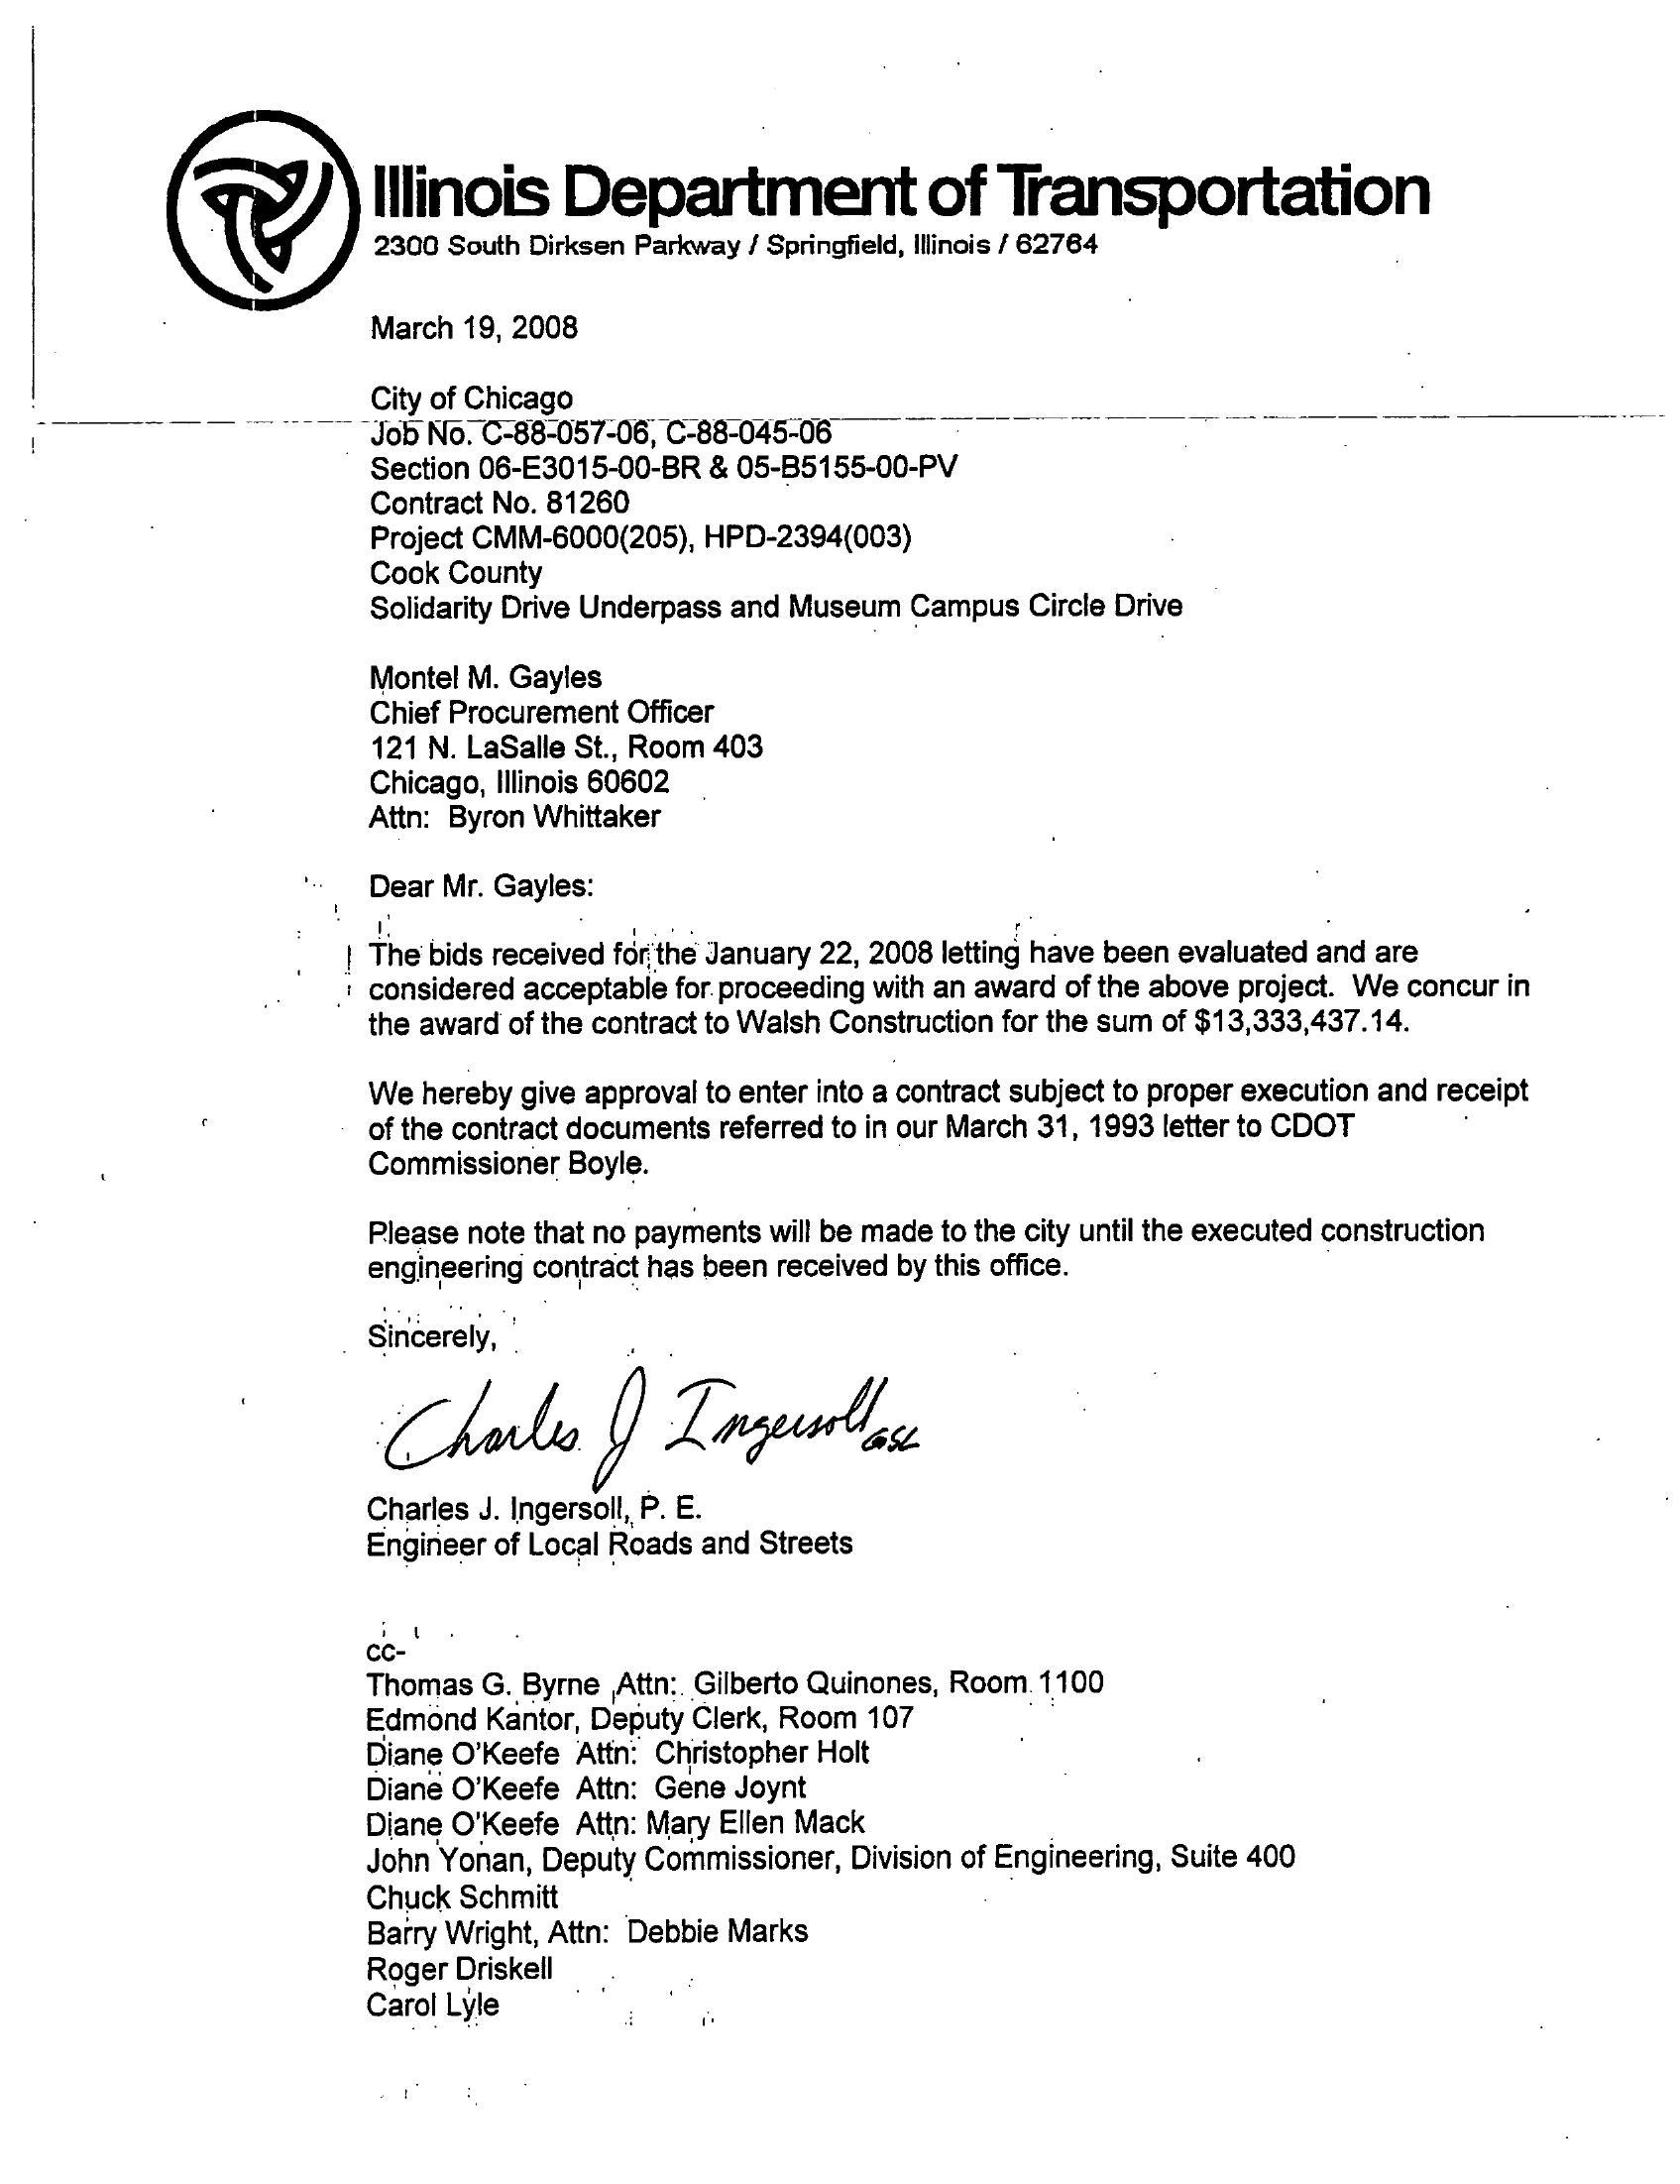 Illinois Department of Transportation
2300 South Dirksen Parkway / Springfield, Illinois / 62764
March 19, 2008
City of Chicago
Job No. C-88-057-06, C-88-045-06
Section 06-E3015-00-BR & 05-B5155-00-PV
Contract No. 81260
Project CMM-6000(205), HPD-2394(003)
Cook County
Solidarity Drive Underpass and Museum Campus Circle Drive
Montel M. Gayles
Chief Procurement Officer
121 N. LaSalle St., Room 403
Chicago, Illinois 60602
Attn: Byron Whittaker
Dear Mr. Gayles:
The bids received for the January 22, 2008 letting have been evaluated and are
considered acceptable for proceeding with an award of the above project. We concur in
the award of the contract to Walsh Construction for the sum of $13,333,437.14.
We hereby give approval to enter into a contract subject to proper execution and receipt
of the contract documents referred to in our March 31, 1993 letter to CDOT
Commissioner Boyle.
Please note that no payments will be made to the city until the executed construction
engineering contract has been received by this office.
Sincerely,
Charles J Ingersoll
Charles J. Ingersoll, P. E.
Engineer of Local Roads and Streets
cc-
Thomas G. Byrne Attn: Gilberto Quinones, Room 1100
Edmond Kantor, Deputy Clerk, Room 107
Diane O'Keefe Attn: Christopher Holt
Diane O'Keefe Attn: Gene Joynt
Diane O'Keefe Attn: Mary Ellen Mack
John Yonan, Deputy Commissioner, Division of Engineering, Suite 400
Chuck Schmitt
Barry Wright, Attn: Debbie Marks
Roger Driskell
Carol Lyle